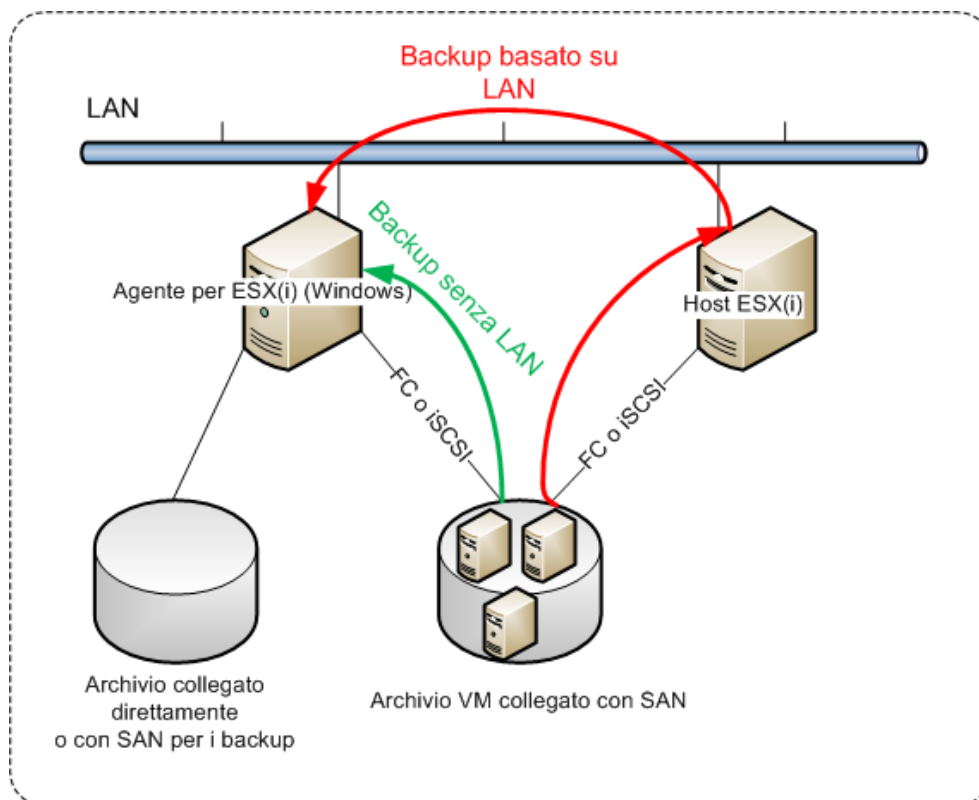 Backup basato su
LAN
LAN
Backup senza LAN
Agente per ESX(i) (Windows)
Host ESX(i)
FC o iSCSI
FC o iSCSI
Archivio collegato
direttamente
o con SAN per i backup
Archivio VM collegato con SAN